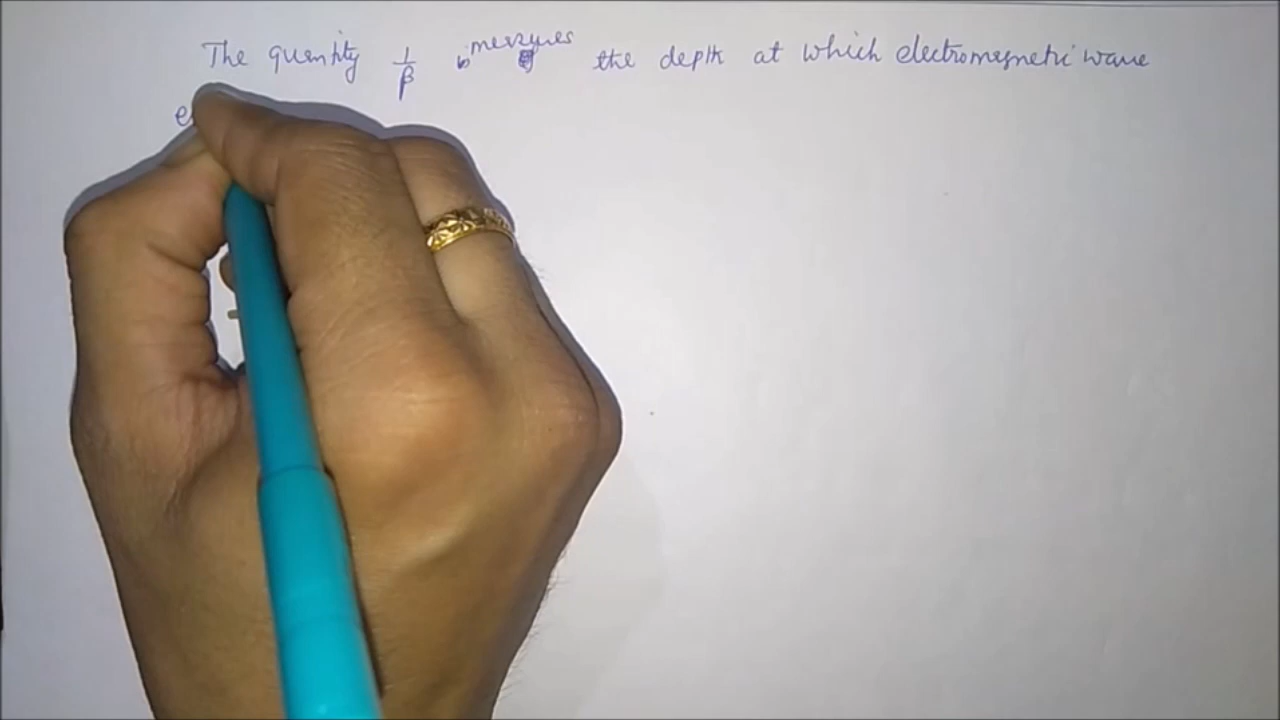 The quantity 1/β measures the depth at which electromagnetic wave
e